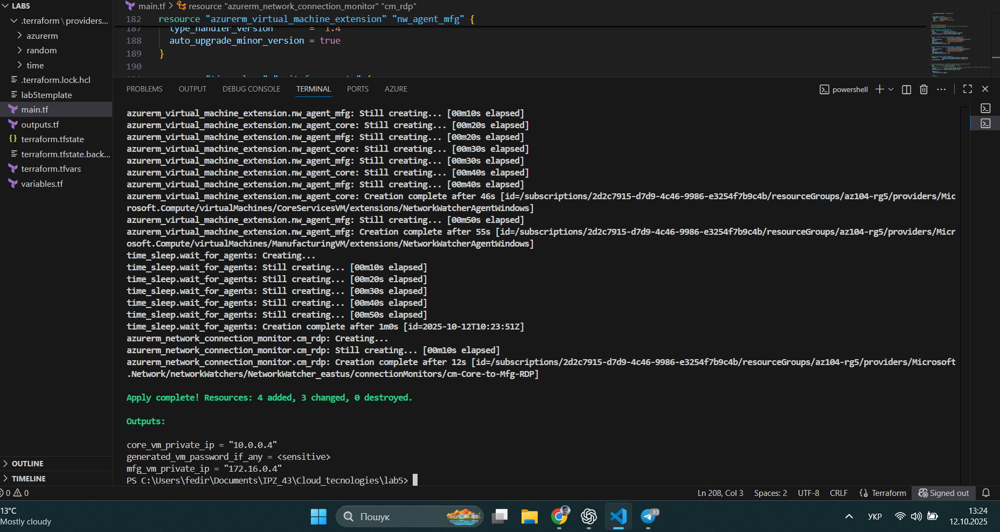 LAB5
.terraform\providers...
azurerm
random
time
.terraform.lock.hcl
lab5template
main.tf
outputs.tf
terraform.tfstate
terraform.tfstate.back...
terraform.tfvars
variables.tf
OUTLINE
TIMELINE
main.tf > resource "azurerm_network_connection_monitor" "cm_rdp"
182 resource "azurerm_virtual_machine_extension" "nw_agent_mfg" {
187 type_handler_version = "1.4"
188 auto_upgrade_minor_version = true
189 }
190
PROBLEMS OUTPUT DEBUG CONSOLE TERMINAL PORTS AZURE
powershell
azurerm_virtual_machine_extension.nw_agent_mfg: Still creating... [00m10s elapsed]
azurerm_virtual_machine_extension.nw_agent_core: Still creating... [00m20s elapsed]
azurerm_virtual_machine_extension.nw_agent_mfg: Still creating... [00m20s elapsed]
azurerm_virtual_machine_extension.nw_agent_core: Still creating... [00m30s elapsed]
azurerm_virtual_machine_extension.nw_agent_mfg: Still creating... [00m30s elapsed]
azurerm_virtual_machine_extension.nw_agent_core: Still creating... [00m40s elapsed]
azurerm_virtual_machine_extension.nw_agent_mfg: Still creating... [00m40s elapsed]
azurerm_virtual_machine_extension.nw_agent_core: Creation complete after 46s [id=/subscriptions/2d2c7915-d7d9-4c46-9986-e3254f7b9c4b/resourceGroups/az104-rg5/providers/Mic
rosoft.Compute/virtualMachines/CoreServicesVM/extensions/NetworkWatcherAgentWindows]
azurerm_virtual_machine_extension.nw_agent_mfg: Still creating... [00m50s elapsed]
azurerm_virtual_machine_extension.nw_agent_mfg: Creation complete after 55s [id=/subscriptions/2d2c7915-d7d9-4c46-9986-e3254f7b9c4b/resourceGroups/az104-rg5/providers/Micr
osoft.Compute/virtualMachines/ManufacturingVM/extensions/NetworkWatcherAgentWindows]
time_sleep.wait_for_agents: Creating...
time_sleep.wait_for_agents: Still creating... [00m10s elapsed]
time_sleep.wait_for_agents: Still creating... [00m20s elapsed]
time_sleep.wait_for_agents: Still creating... [00m30s elapsed]
time_sleep.wait_for_agents: Still creating... [00m40s elapsed]
time_sleep.wait_for_agents: Still creating... [00m50s elapsed]
time_sleep.wait_for_agents: Creation complete after 1m0s [id=2025-10-12T10:23:51Z]
azurerm_network_connection_monitor.cm_rdp: Creating...
azurerm_network_connection_monitor.cm_rdp: Still creating... [00m10s elapsed]
azurerm_network_connection_monitor.cm_rdp: Creation complete after 12s [id=/subscriptions/2d2c7915-d7d9-4c46-9986-e3254f7b9c4b/resourceGroups/az104-rg5/providers/Microsoft
.Network/networkWatchers/NetworkWatcher_eastus/connectionMonitors/cm-Core-to-Mfg-RDP]
Apply complete! Resources: 4 added, 3 changed, 0 destroyed.
Outputs:
core_vm_private_ip = "10.0.0.4"
generated_vm_password_if_any = <sensitive>
mfg_vm_private_ip = "172.16.0.4"
PS C:\Users\fedir\Documents\IPZ_43\Cloud_tecnologies\lab5>
0 0
Ln 208, Col 3 Spaces: 2 UTF-8 CRLF {} Terraform Signed out
13°C
Mostly cloudy
Пошук
83
УКР
13:24
12.10.2025